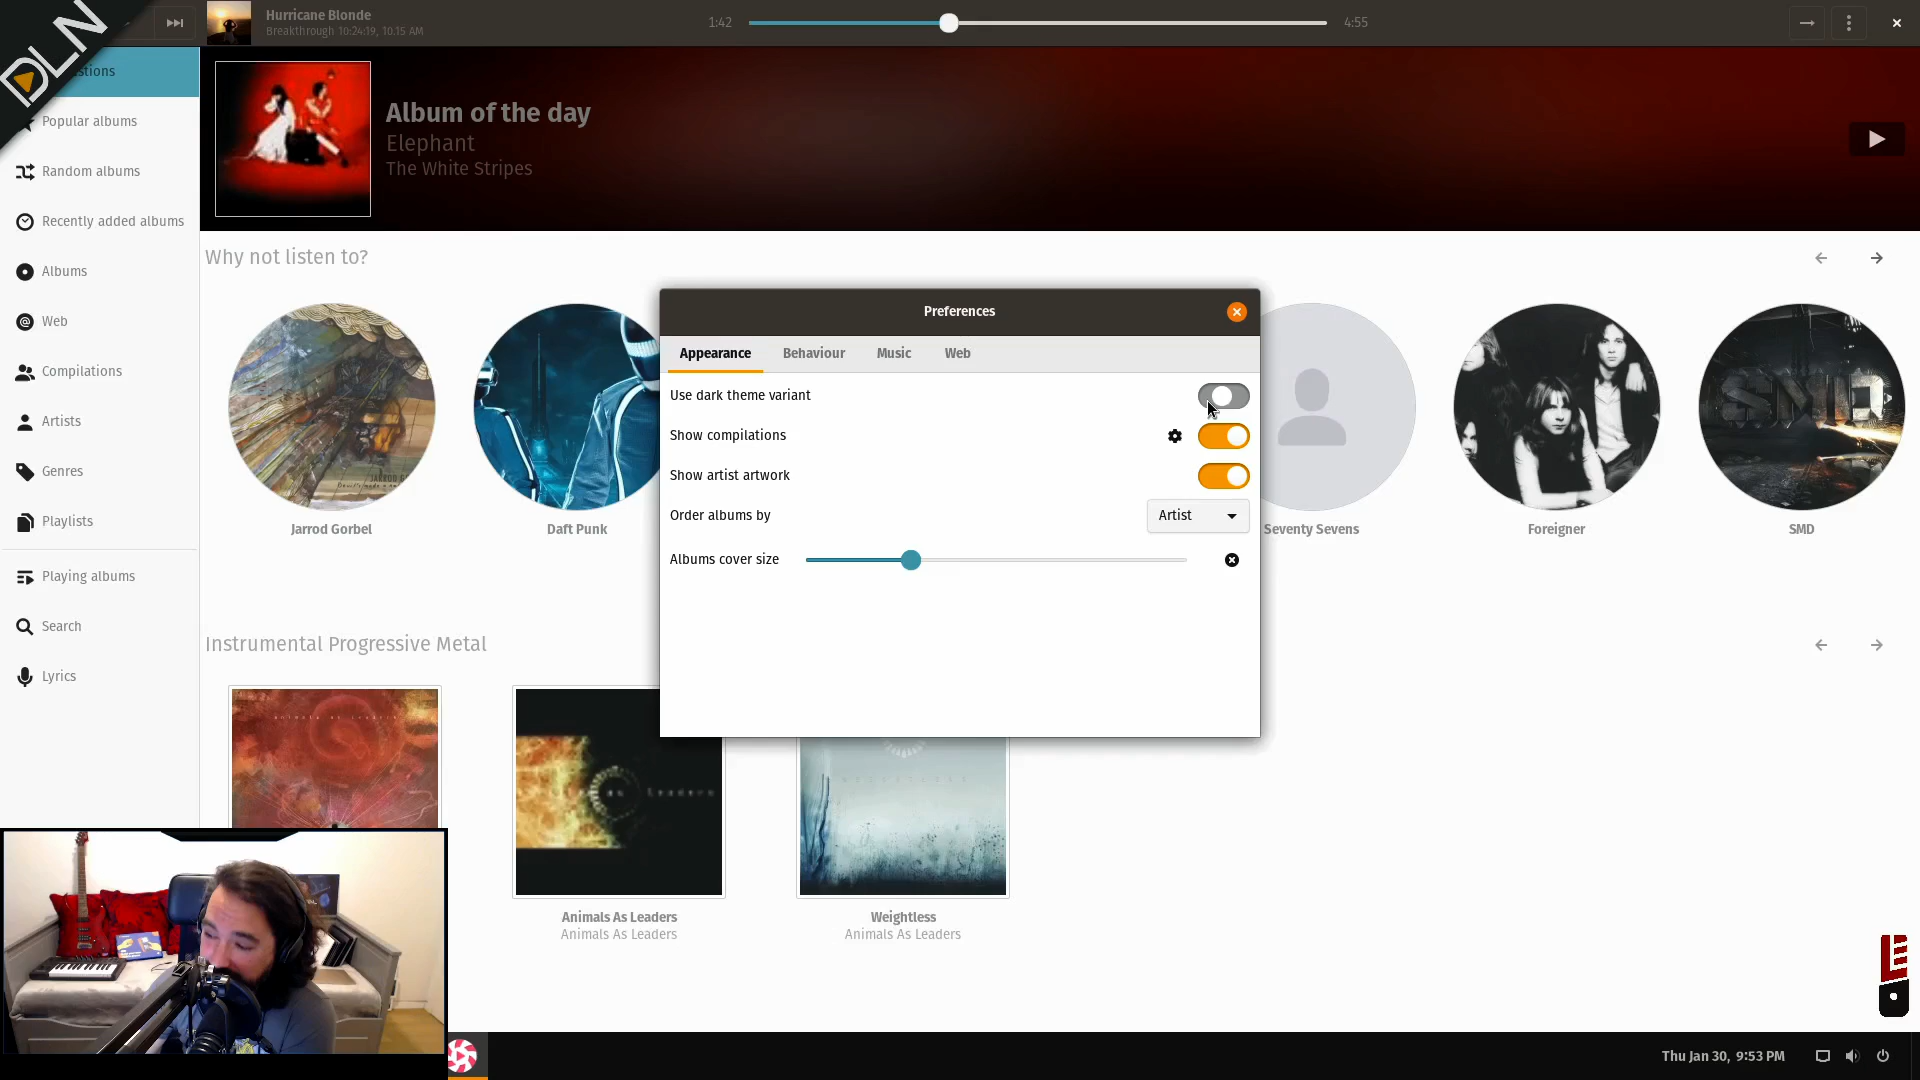 DLN
Hurricane Blonde
Breakthrough 10:24:19, 10.15 AM
1:42
4:55
stions
Popular albums
Random albums
Recently added albums
Albums
Web
Compilations
Artists
Genres
Playlists
Playing albums
Search
Lyrics
Album of the day
Elephant
The White Stripes
Why not listen to?
Jarrod Gorbel
Daft Punk
Seventy Sevens
Foreigner
SMD
SMD
Preferences
Appearance
Behaviour
Music
Web
Use dark theme variant
Show compilations
Show artist artwork
Order albums by
Artist
Albums cover size
Instrumental Progressive Metal
Animals As Leaders
Animals As Leaders
Weightless
Animals As Leaders
Thu Jan 30, 9:53 PM